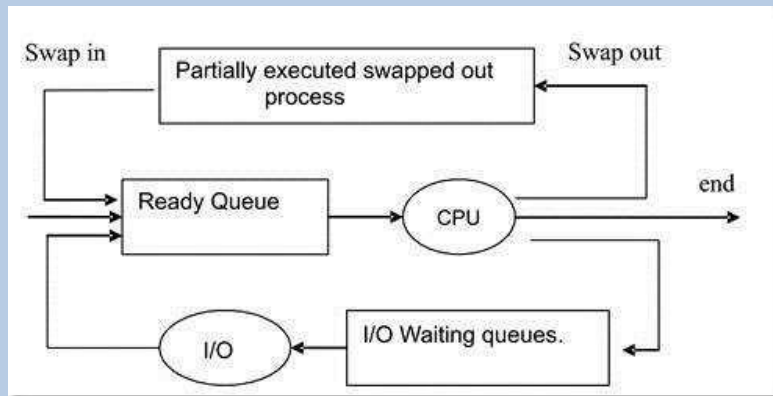 Swap in
Partially executed swapped out
process
Swap out
Ready Queue
CPU
end
I/O
I/O Waiting queues.